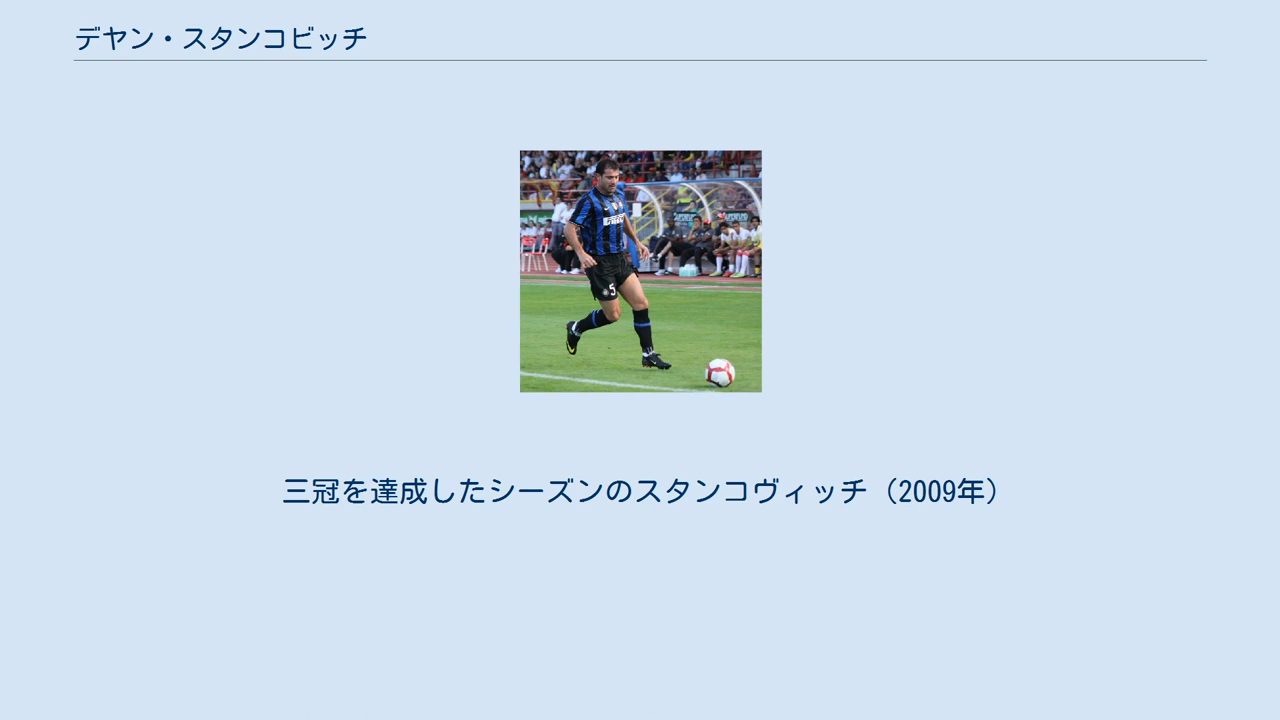 デヤン・スタンコビッチ
5
三冠を達成したシーズンのスタンコヴィッチ（2009年）